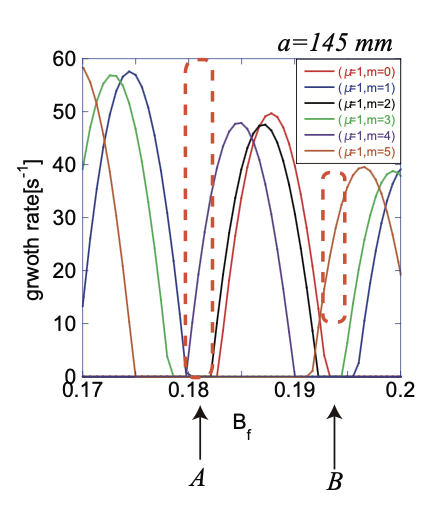 a=145 mm
60
50
40
30
20
10
0
grwoth rate[s⁻¹]
(μ=1,m=0)
(μ=1,m=1)
(μ=1,m=2)
(μ=1,m=3)
(μ=1,m=4)
(μ=1,m=5)
0.17 0.18 0.19 0.2
B_f
A B